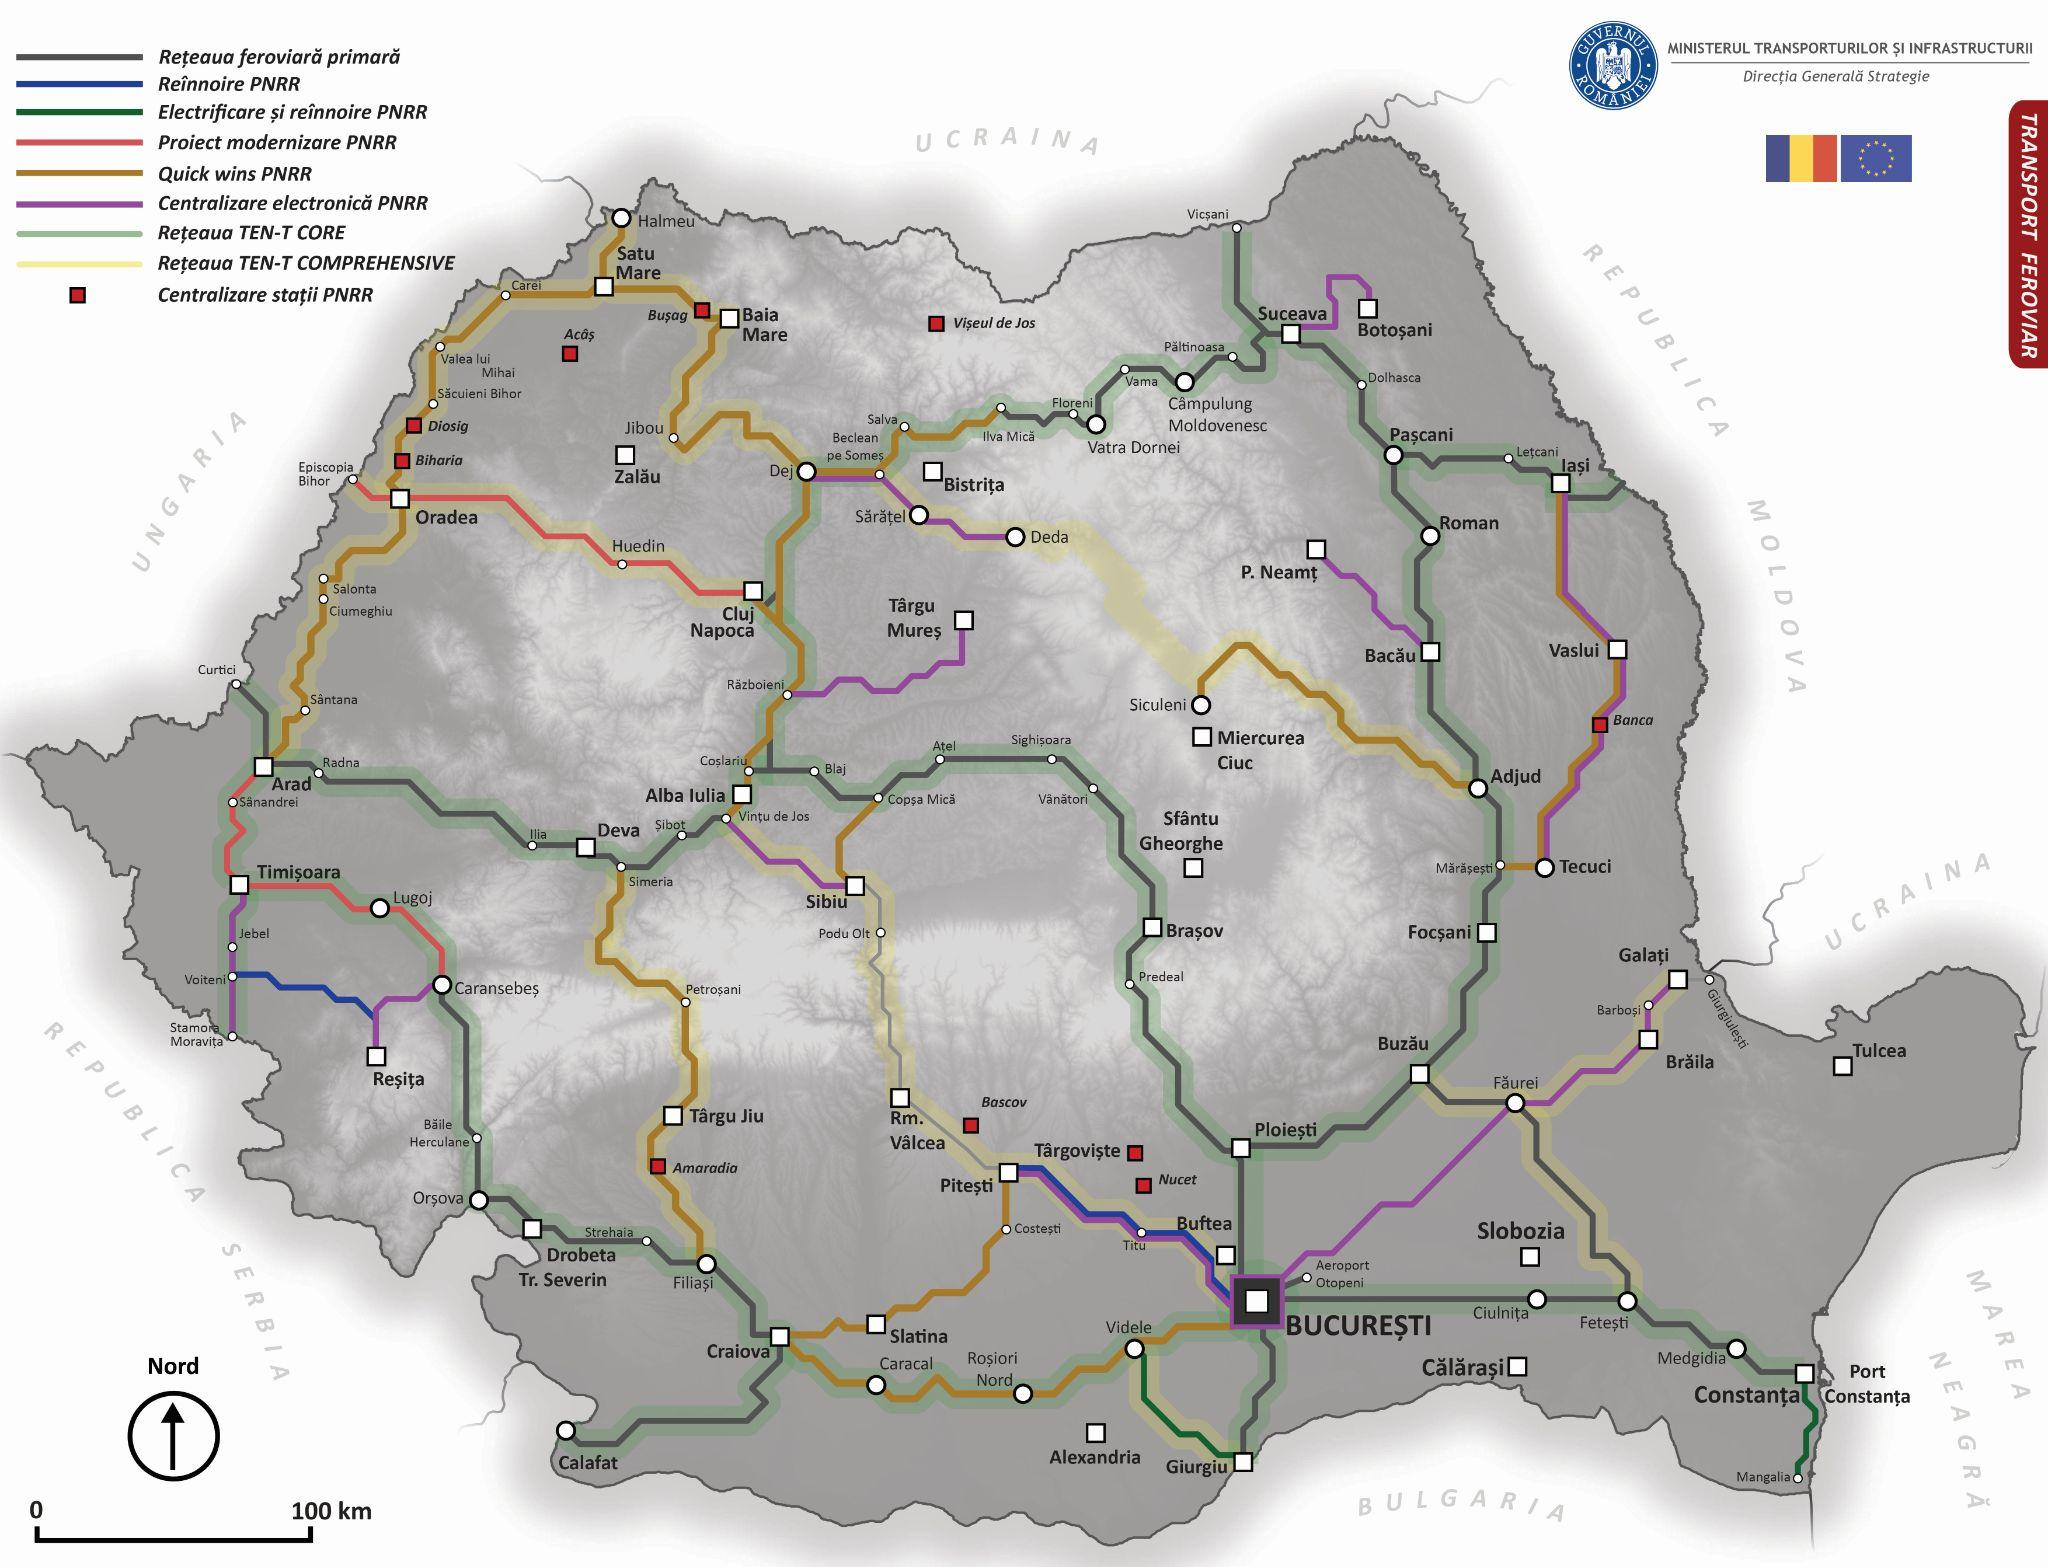 Rețeaua feroviară primară
Reînnoire PNRR
Electrificare și reînnoire PNRR
Proiect modernizare PNRR
Quick wins PNRR
Centralizare electronică PNRR
Rețeaua TEN-T CORE
Rețeaua TEN-T COMPREHENSIVE
Centralizare stații PNRR
GUVERNUL
ROMÂNIEI
MINISTERUL TRANSPORTURILOR ȘI INFRASTRUCTURII
Direcția Generală Strategie
TRANSPORT FEROVIAR
UCRAINA
REPUBLICA
MOLDOVA
UNGARIA
UCRAINA
REPUBLICA
SERBIA
BULGARIA
MAREA
NEAGRĂ
Halmeu
Vicșani
Satu
Mare
Carei
Bușag
Baia
Mare
Acâș
Vișeul de Jos
Suceava
Botoșani
Valea lui
Mihai
Păltinoasa
Vama
Dolhasca
Săcuieni Bihor
Câmpulung
Moldovenesc
Floreni
Salva
Ilva Mică
Vatra Dornei
Diosig
Jibou
Beclean
pe Someș
Pașcani
Lețcani
Iași
Biharia
Episcopia
Bihor
Zalău
Dej
Bistrița
Oradea
Sărățel
Deda
Roman
Huedin
P. Neamț
Salonta
Ciumeghiu
Cluj
Napoca
Târgu
Mureș
Bacău
Vaslui
Curtici
Sântana
Războieni
Siculeni
Miercurea
Ciuc
Banca
Coșlariu
Blaj
Ațel
Sighișoara
Radna
Arad
Sânandrei
Alba Iulia
Copșa Mică
Vânători
Adjud
Vințu de Jos
Șibot
Ilia
Deva
Sfântu
Gheorghe
Simeria
Mărășești
Tecuci
Timișoara
Lugoj
Sibiu
Jebel
Podu Olt
Brașov
Focșani
Galați
Voiteni
Caransebeș
Petroșani
Predeal
Barboși
Giurgiulești
Stamora
Moravița
Reșița
Buzău
Făurei
Brăila
Tulcea
Băile
Herculane
Târgu Jiu
Rm.
Vâlcea
Bascov
Târgoviște
Ploiești
Amaradia
Pitești
Nucet
Orșova
Costești
Titu
Buftea
Slobozia
Strehaia
Drobeta
Tr. Severin
Filiași
Aeroport
Otopeni
BUCUREȘTI
Ciulnița
Fetești
Slatina
Craiova
Videle
Caracal
Roșiori
Nord
Călărași
Medgidia
Constanța
Port
Constanța
Calafat
Alexandria
Giurgiu
Mangalia
Nord
0
100 km